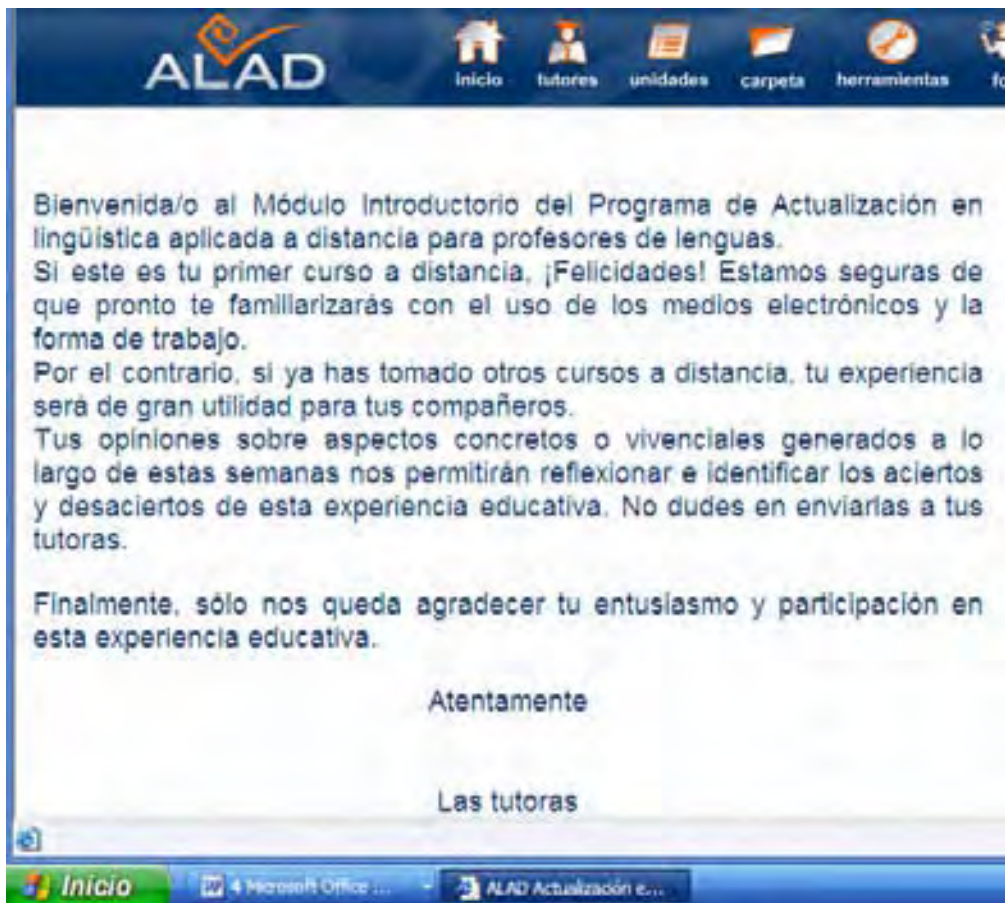 ALAD
inicio tutores unidades carpeta herramientas
Bienvenida/o al Módulo Introductorio del Programa de Actualización en
lingüística aplicada a distancia para profesores de lenguas.
Si este es tu primer curso a distancia, ¡Felicidades! Estamos seguras de
que pronto te familiarizarás con el uso de los medios electrónicos y la
forma de trabajo.
Por el contrario, si ya has tomado otros cursos a distancia, tu experiencia
será de gran utilidad para tus compañeros.
Tus opiniones sobre aspectos concretos o vivenciales generados a lo
largo de estas semanas nos permitirán reflexionar e identificar los aciertos
y desaciertos de esta experiencia educativa. No dudes en enviarlas a tus
tutoras.
Finalmente, sólo nos queda agradecer tu entusiasmo y participación en
esta experiencia educativa.
Atentamente
Las tutoras
Inicio 4 Microsoft Office ... ALAD Actualización e...